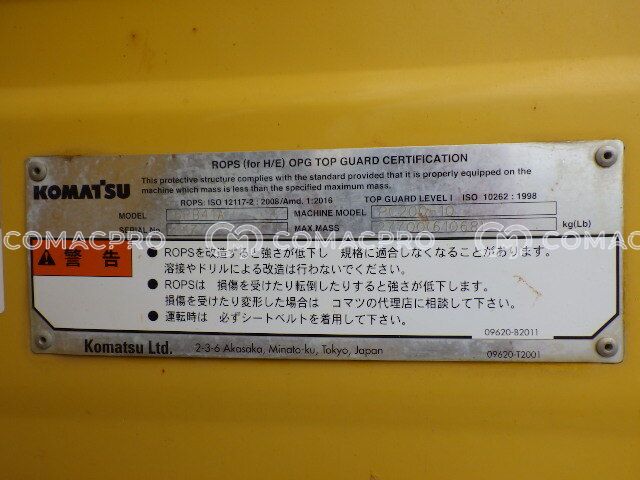 ROPS (for H/E) OPG TOP GUARD CERTIFICATION
This protective structure complies with the standard provided that it is properly equipped on the
machine which mass is less than the specified maximum mass.
KOMATSU
ROPS: ISO 12117-2 : 2008/Amd. 1:2016 TOP GUARD LEVEL I ISO 10262 : 1998
MODEL MACHINE MODEL
SERIAL No. MAX MASS kg(Lb)
COMACPRO COMACPRO COMACPRO
警告
● ROPSを改造すると強さが低下し 規格に適合しなくなることがあります。
溶接やドリルによる改造は行わないでください。
● ROPSは 損傷を受けたり転倒したりすると強さが低下します。
損傷を受けたり変形した場合は コマツの代理店に相談して下さい。
● 運転時は 必ずシートベルトを着用して下さい。
09620-B2011
Komatsu Ltd. 2-3-6 Akasaka, Minato-ku, Tokyo, Japan 09620-T2001